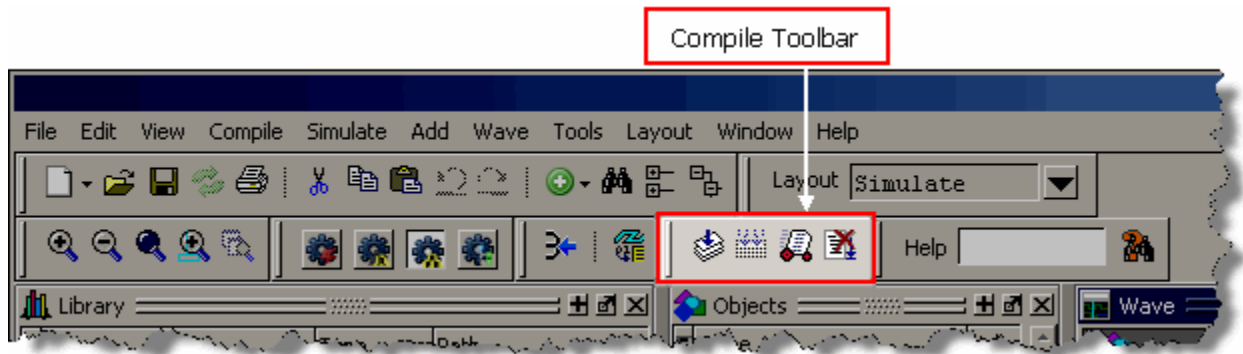 Compile Toolbar
File Edit View Compile Simulate Add Wave Tools Layout Window Help
Layout Simulate
Help
Library Objects Wave